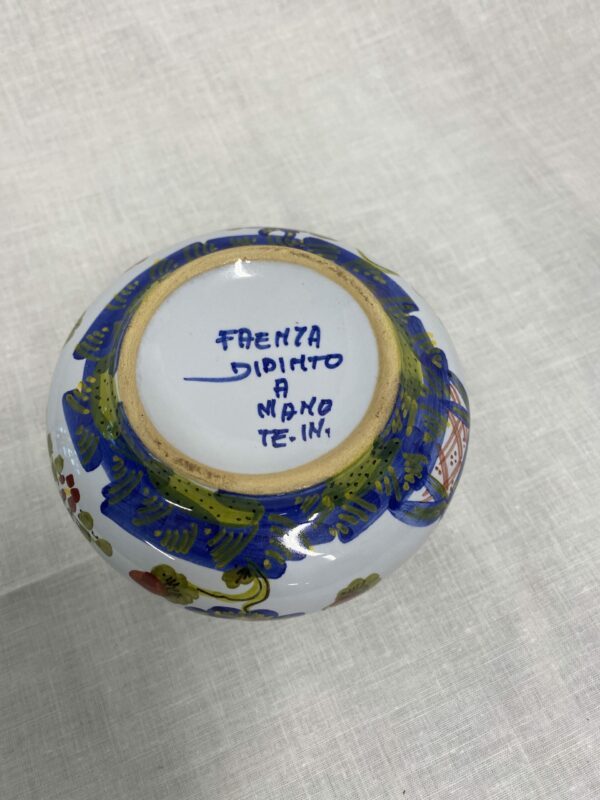 FAENZA
DIPINTO
A
MANO
TE.IN.